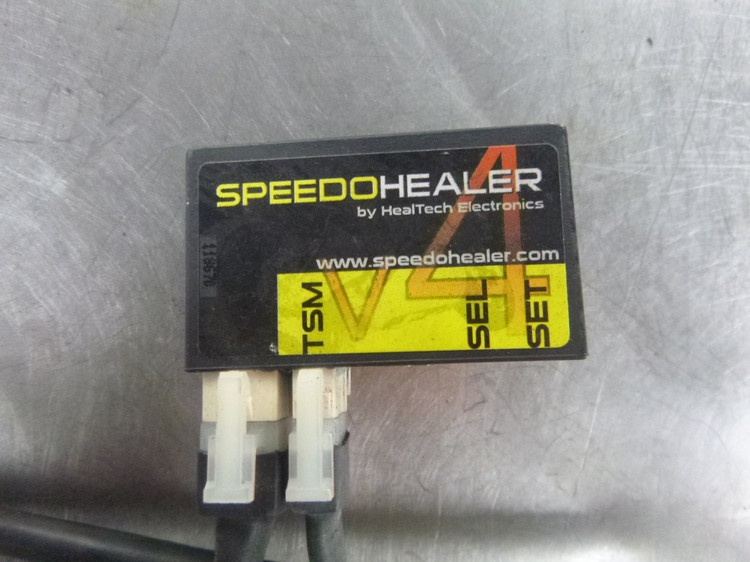 SPEEDOHEALER
by HealTech Electronics
www.speedohealer.com
v4
TSM
SEL
SET